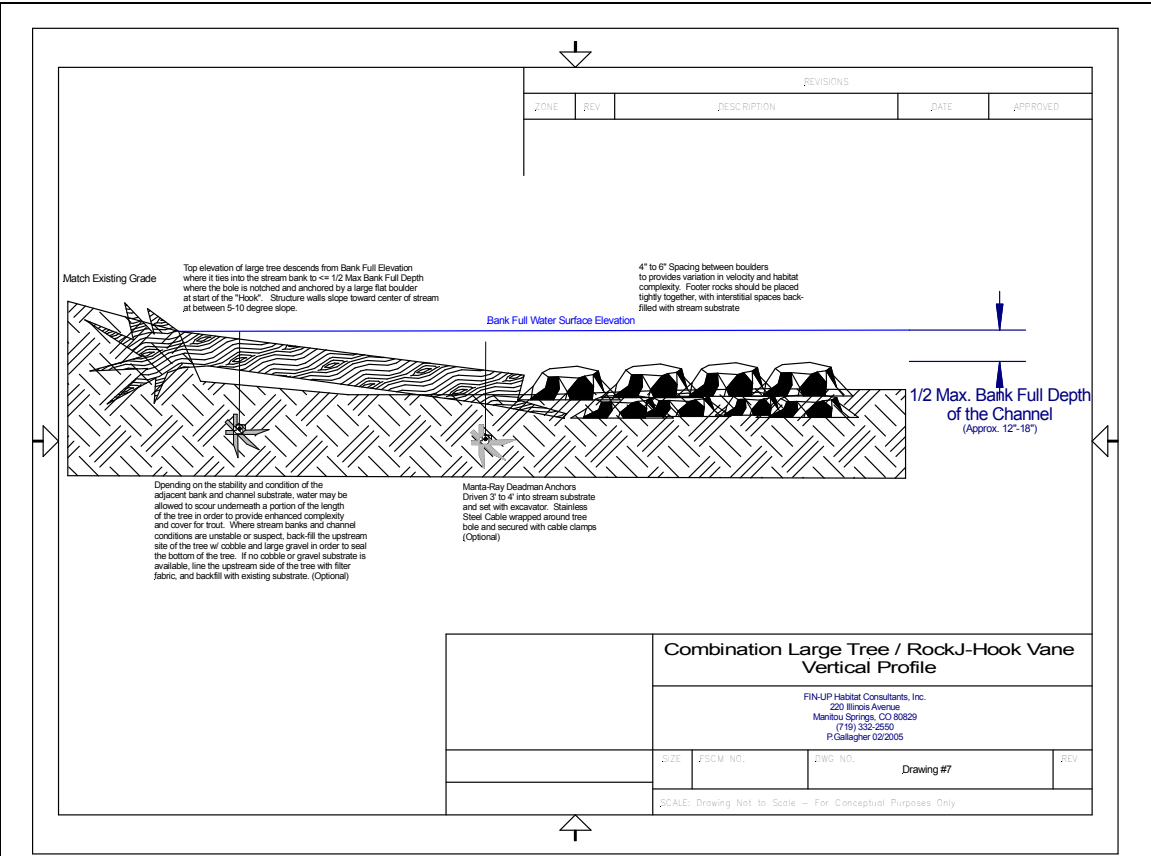 REVISIONS
ZONE REV DESCRIPTION DATE APPROVED
Match Existing Grade
Top elevation of large tree descends from Bank Full Elevation
where it ties into the stream bank to <= 1/2 Max Bank Full Depth
where the bole is notched and anchored by a large flat boulder
at start of the "Hook". Structure walls slope toward center of stream
at between 5-10 degree slope.
4" to 6" Spacing between boulders
to provides variation in velocity and habitat
complexity. Footer rocks should be placed
tightly together, with interstitial spaces back-
filled with stream substrate
Bank Full Water Surface Elevation
1/2 Max. Bank Full Depth
of the Channel
(Approx. 12"-18")
Dpending on the stability and condition of the
adjacent bank and channel substrate, water may be
allowed to scour underneath a portion of the length
of the tree in order to provide enhanced complexity
and cover for trout. Where stream banks and channel
conditions are unstable or suspect, back-fill the upstream
site of the tree w/ cobble and large gravel in order to seal
the bottom of the tree. If no cobble or gravel substrate is
available, line the upstream side of the tree with filter
fabric, and backfill with existing substrate. (Optional)
Manta-Ray Deadman Anchors
Driven 3' to 4' into stream substrate
and set with excavator. Stainless
Steel Cable wrapped around tree
bole and secured with cable clamps
(Optional)
Combination Large Tree / RockJ-Hook Vane
Vertical Profile
FIN-UP Habitat Consultants, Inc.
220 Illinois Avenue
Manitou Springs, CO 80829
(719) 332-2550
P.Gallagher 02/2005
SIZE FSCM NO. DWG NO. REV
Drawing #7
SCALE: Drawing Not to Scale – For Conceptual Purposes Only